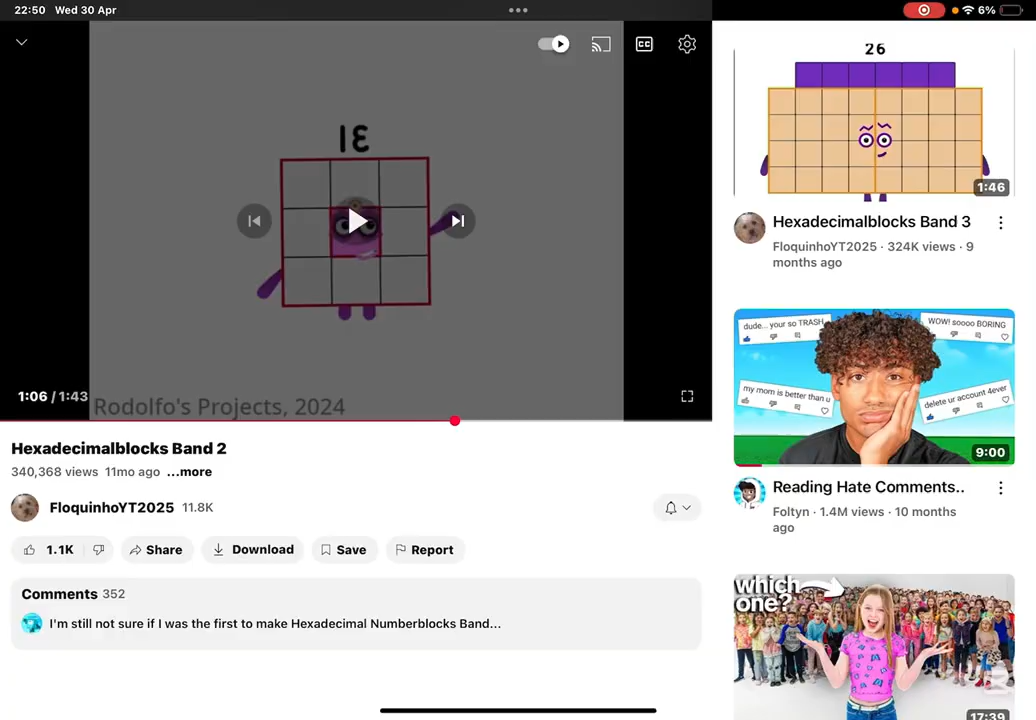 22:50 Wed 30 Apr
6%
31
1:06 / 1:43
Rodolfo's Projects, 2024
Hexadecimalblocks Band 2
340,368 views 11mo ago ...more
FloquinhoYT2025 11.8K
1.1K
Share
Download
Save
Report
Comments 352
I'm still not sure if I was the first to make Hexadecimal Numberblocks Band...
CC
26
1:46
Hexadecimalblocks Band 3
FloquinhoYT2025 · 324K views · 9
months ago
dude... your so TRASH
WOW! soooo BORING
my mom is better than u
delete ur account 4ever
9:00
Reading Hate Comments..
Foltyn · 1.4M views · 10 months
ago
which
one?
17:39